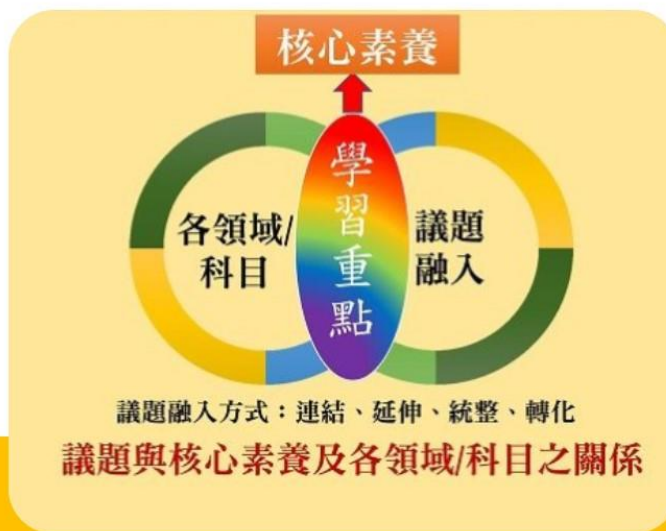 核心素養
學習重點
各領域/
科目
議題
融入
議題融入方式：連結、延伸、統整、轉化
議題與核心素養及各領域/科目之關係